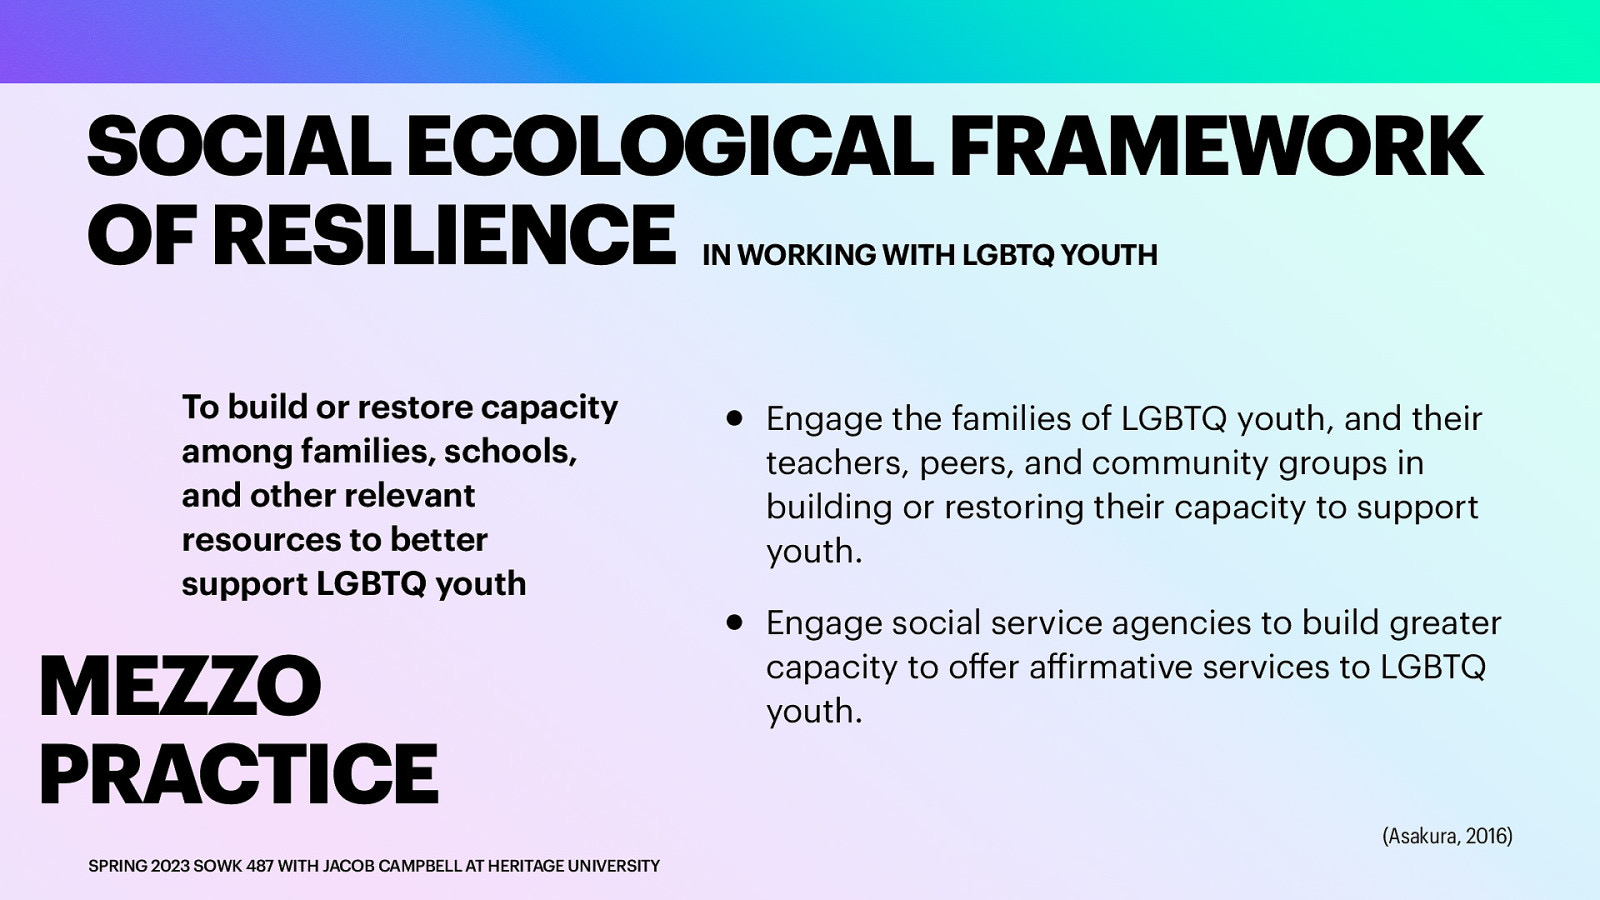 SOCIAL ECOLOGICAL FRAMEWORK
OF RESILIENCE IN WORKING WITH LGBTQ YOUTH
To build or restore capacity
among families, schools,
and other relevant
resources to better
support LGBTQ youth
MEZZO
PRACTICE
• Engage the families of LGBTQ youth, and their
teachers, peers, and community groups in
building or restoring their capacity to support
youth.
• Engage social service agencies to build greater
capacity to offer affirmative services to LGBTQ
youth.
(Asakura, 2016)
SPRING 2023 SOWK 487 WITH JACOB CAMPBELL AT HERITAGE UNIVERSITY